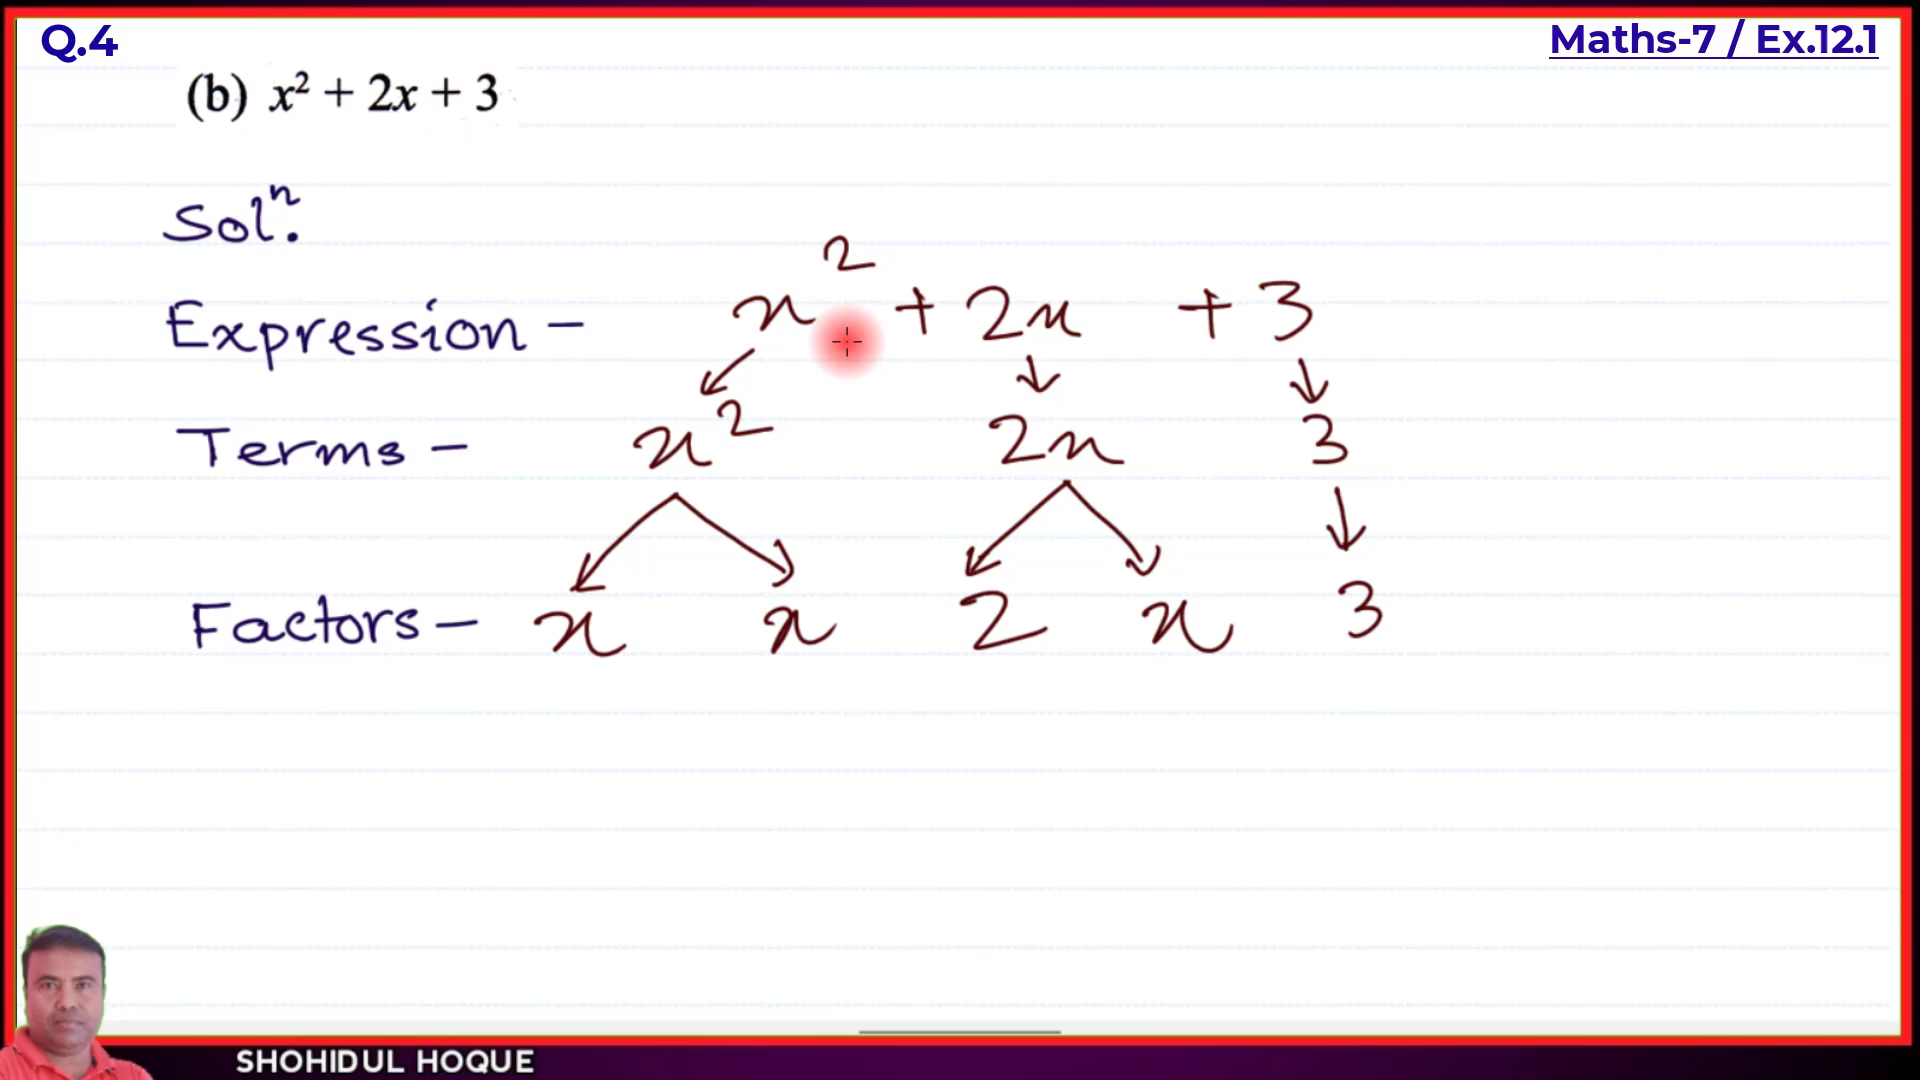 Q.4
Maths-7 / Ex.12.1
(b) x² + 2x + 3
Solⁿ.
Expression – x² + 2x + 3
Terms – x² 2x 3
Factors – x x 2 x 3
SHOHIDUL HOQUE